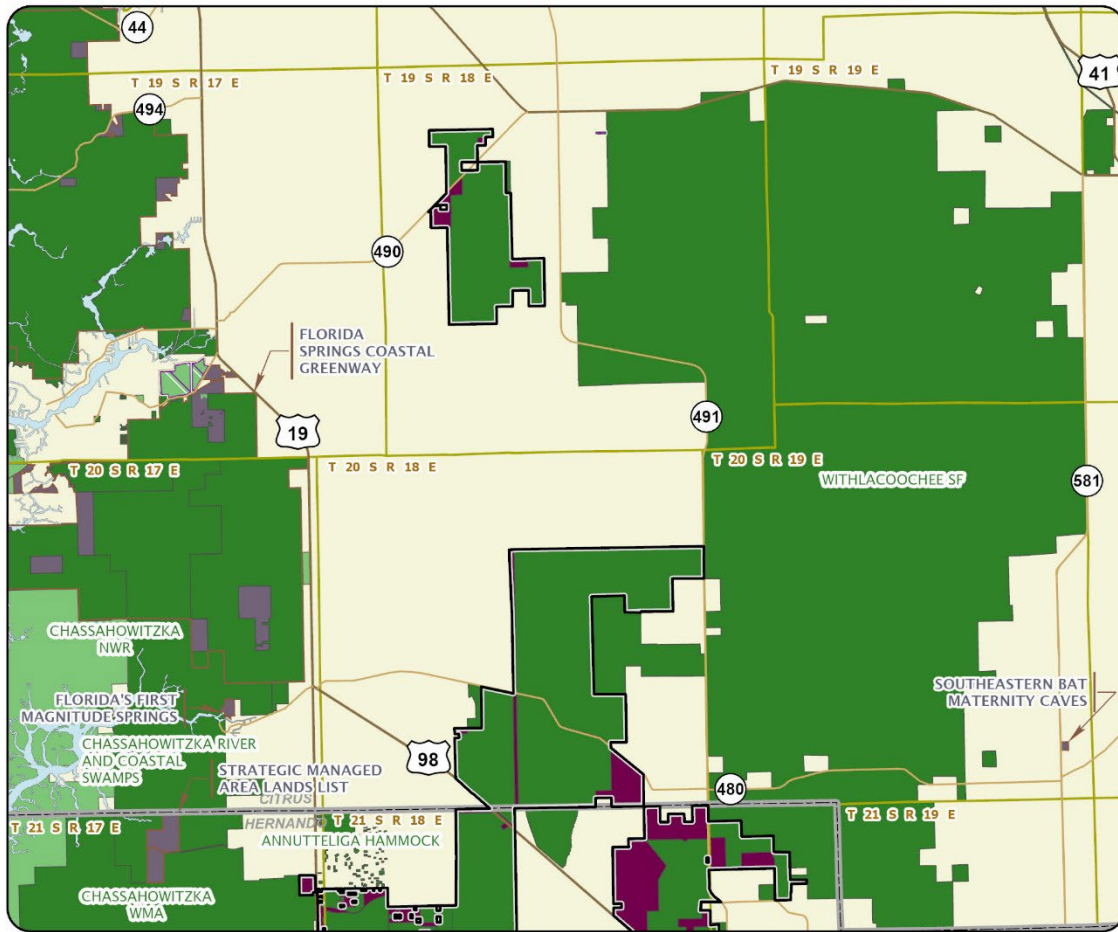 44
T 19 S R 17 E
T 19 S R 18 E
T 19 S R 19 E
41
494
490
FLORIDA
SPRINGS COASTAL
GREENWAY
19
491
T 20 S R 17 E
T 20 S R 18 E
T 20 S R 19 E
WITHLACOOCHEE SF
581
CHASSAHOWITZKA
NWR
FLORIDA'S FIRST
MAGNITUDE SPRINGS
SOUTHEASTERN BAT
MATERNITY CAVES
CHASSAHOWITZKA RIVER
AND COASTAL
SWAMPS
98
STRATEGIC MANAGED
AREA LANDS LIST
480
CITRUS
HERNANDO
T 21 S R 17 E
T 21 S R 18 E
T 21 S R 19 E
ANNUTTELIGA HAMMOCK
CHASSAHOWITZKA
WMA